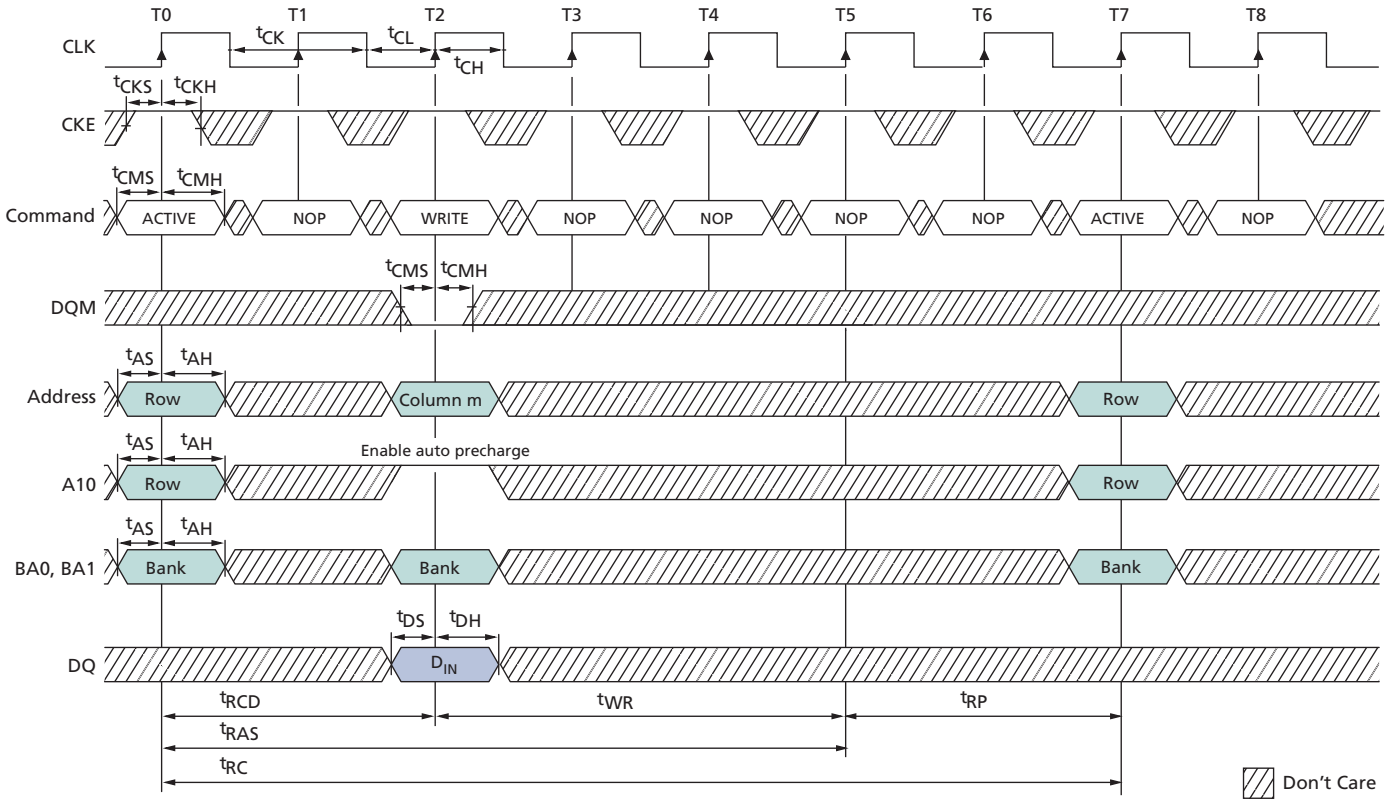 T0 T1 T2 T3 T4 T5 T6 T7 T8
CLK
tCK tCL
tCH
tCKS tCKH
CKE
tCMS tCMH
Command ACTIVE NOP WRITE NOP NOP NOP NOP ACTIVE NOP
tCMS tCMH
DQM
tAS tAH
Address Row Column m Row
tAS tAH
Enable auto precharge
A10 Row Row
tAS tAH
BA0, BA1 Bank Bank Bank
tDS tDH
DQ DIN
tRCD tWR tRP
tRAS
tRC
Don't Care